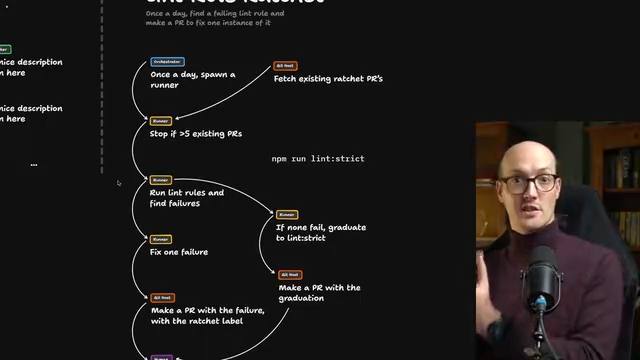 Once a day, find a failing lint rule and
make a PR to fix one instance of it
nice description
n here
nice description
n here
...
Orchestrator
Once a day, spawn a
runner
Git Host
Fetch existing ratchet PR's
Runner
Stop if >5 existing PRs
npm run lint:strict
Runner
Run lint rules and
find failures
Runner
If none fail, graduate
to lint:strict
Runner
Fix one failure
Git Host
Make a PR with the
graduation
Git Host
Make a PR with the failure,
with the ratchet label